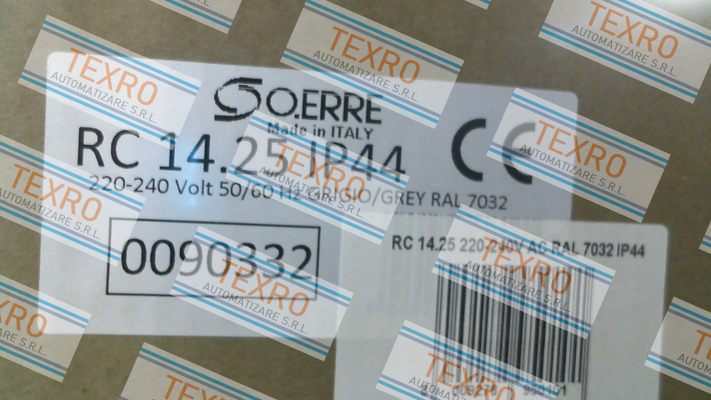 SO.ERRE
Made in ITALY
RC 14.25 IP44
220-240 Volt 50/60 Hz GRIGIO/GREY RAL 7032
0090332
RC 14.25 220-240V AC RAL 7032 IP44
TEXRO
AUTOMATIZARE S.R.L.